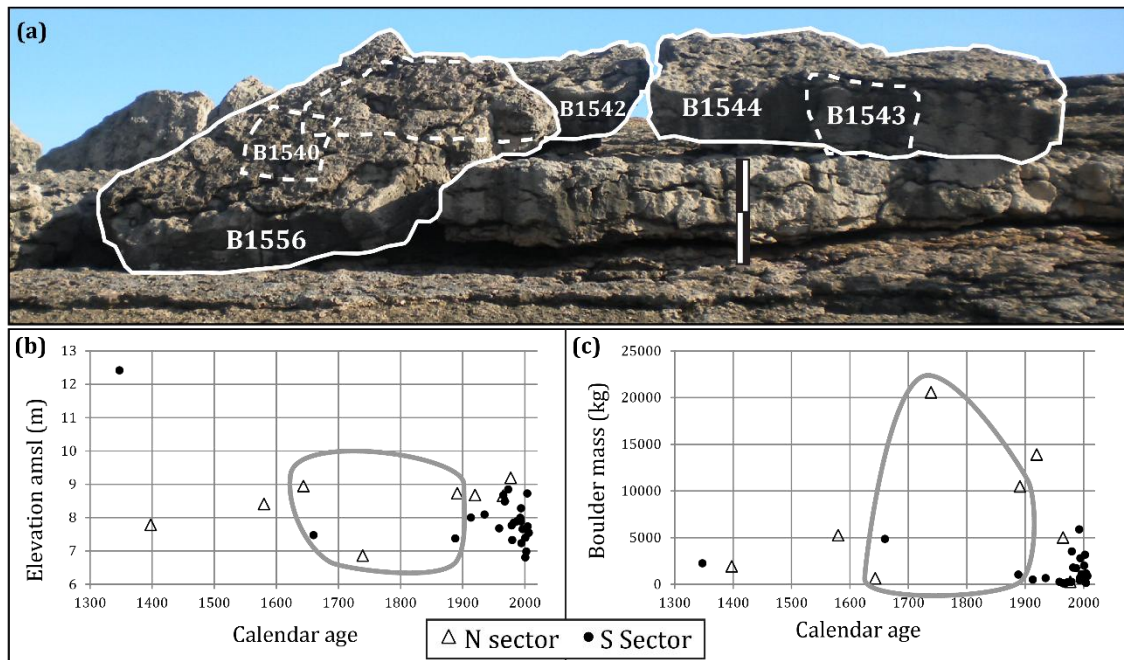 (a)
B1542
B1544
B1543
B1540
B1556
(b)
13
12
11
10
9
8
7
6
Elevation amsl (m)
1300 1400 1500 1600 1700 1800 1900 2000
Calendar age
(c)
25000
20000
15000
10000
5000
0
Boulder mass (kg)
1300 1400 1500 1600 1700 1800 1900 2000
Calendar age
N sector
S Sector